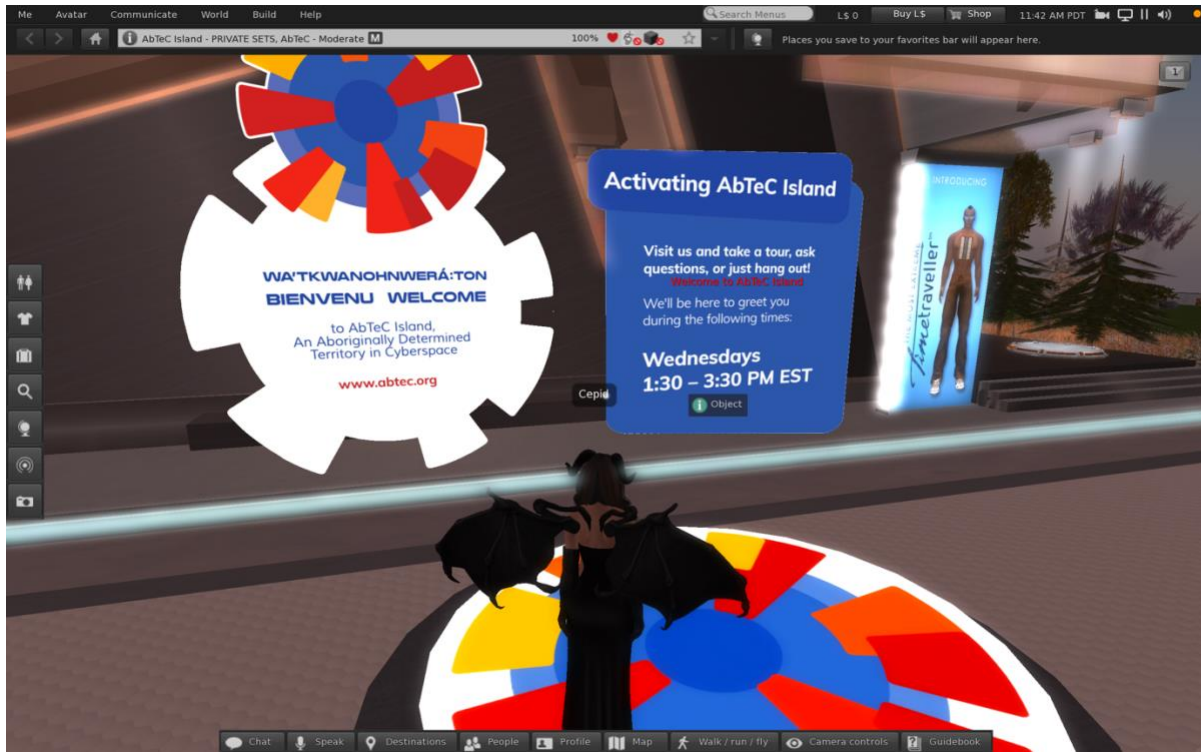 Me Avatar Communicate World Build Help
Search Menus L$ 0 Buy L$ Shop 11:42 AM PDT
AbTeC Island - PRIVATE SETS, AbTeC - Moderate M 100% Places you save to your favorites bar will appear here.
1
WA'TKWANOHNWERÁ:TON
BIENVENU WELCOME
to AbTeC Island,
An Aboriginally Determined
Territory in Cyberspace
www.abtec.org
Activating AbTeC Island
Visit us and take a tour, ask
questions, or just hang out!
Welcome to AbTeC Island
We'll be here to greet you
during the following times:
Wednesdays
1:30 – 3:30 PM EST
Object
INTRODUCING
Timetraveller™
Chat Speak Destinations People Profile Map Walk / run / fly Camera controls Guidebook